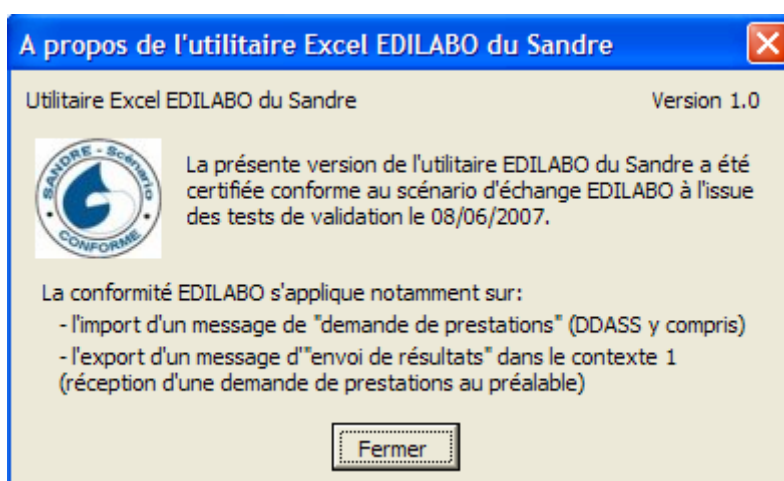 A propos de l'utilitaire Excel EDILABO du Sandre
Utilitaire Excel EDILABO du Sandre Version 1.0
SANDRE - Scénario
CONFORME
La présente version de l'utilitaire EDILABO du Sandre a été
certifiée conforme au scénario d'échange EDILABO à l'issue
des tests de validation le 08/06/2007.
La conformité EDILABO s'applique notamment sur:
- l'import d'un message de "demande de prestations" (DDASS y compris)
- l'export d'un message d'"envoi de résultats" dans le contexte 1
(réception d'une demande de prestations au préalable)
Fermer